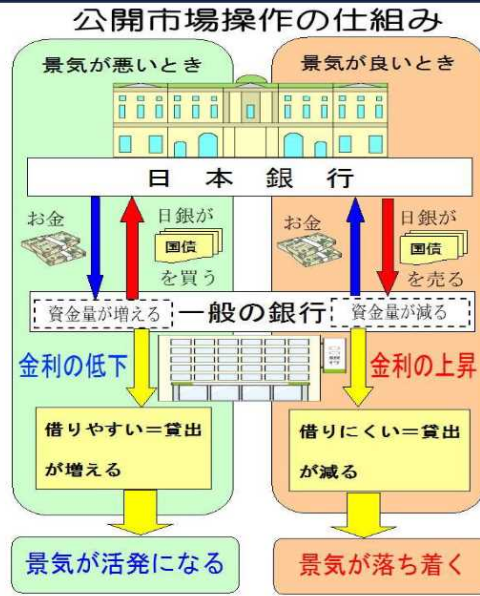 公開市場操作の仕組み
景気が悪いとき
景気が良いとき
日本銀行
お金
日銀が
国債
を買う
お金
日銀が
国債
を売る
資金量が増える
一般の銀行
資金量が減る
金利の低下
金利の上昇
借りやすい＝貸出
が増える
借りにくい＝貸出
が減る
景気が活発になる
景気が落ち着く